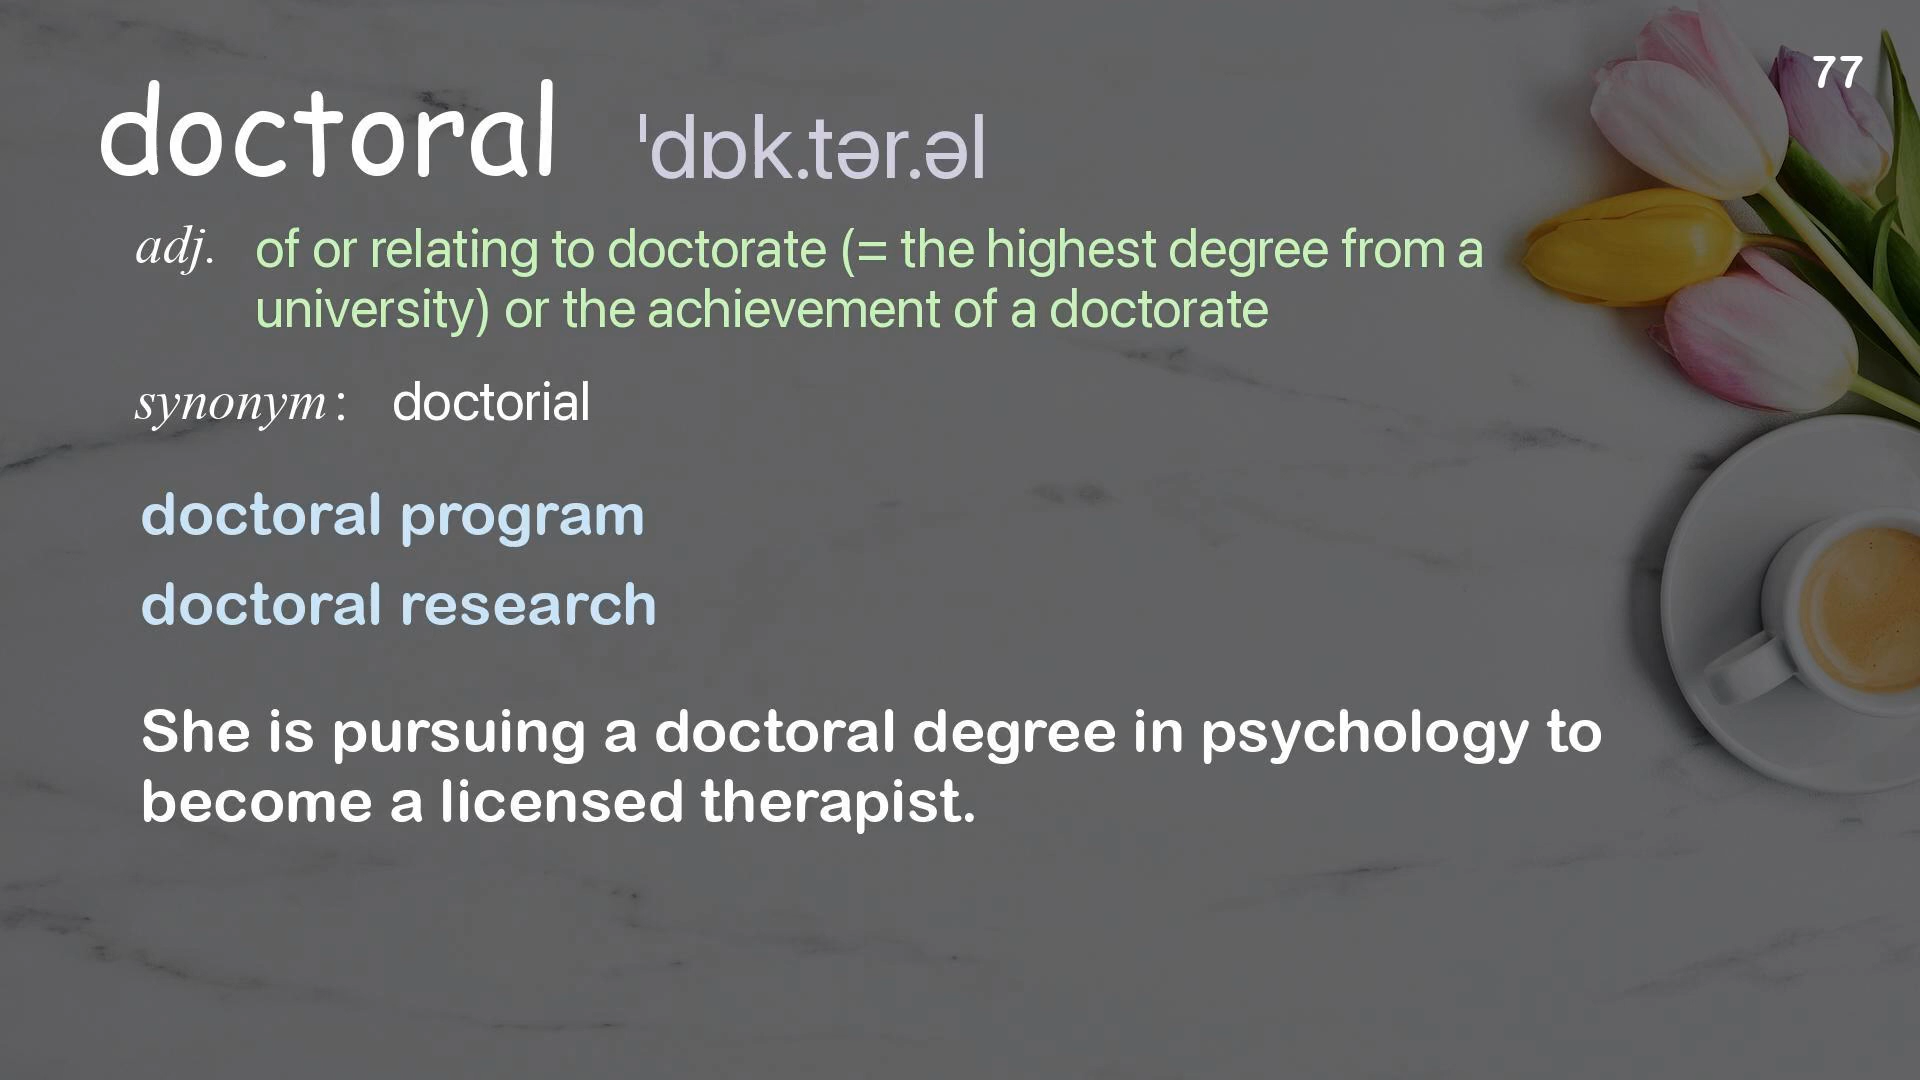 77
doctoral ˈdɒk.tər.əl
adj. of or relating to doctorate (= the highest degree from a
university) or the achievement of a doctorate
synonym: doctorial
doctoral program
doctoral research
She is pursuing a doctoral degree in psychology to
become a licensed therapist.